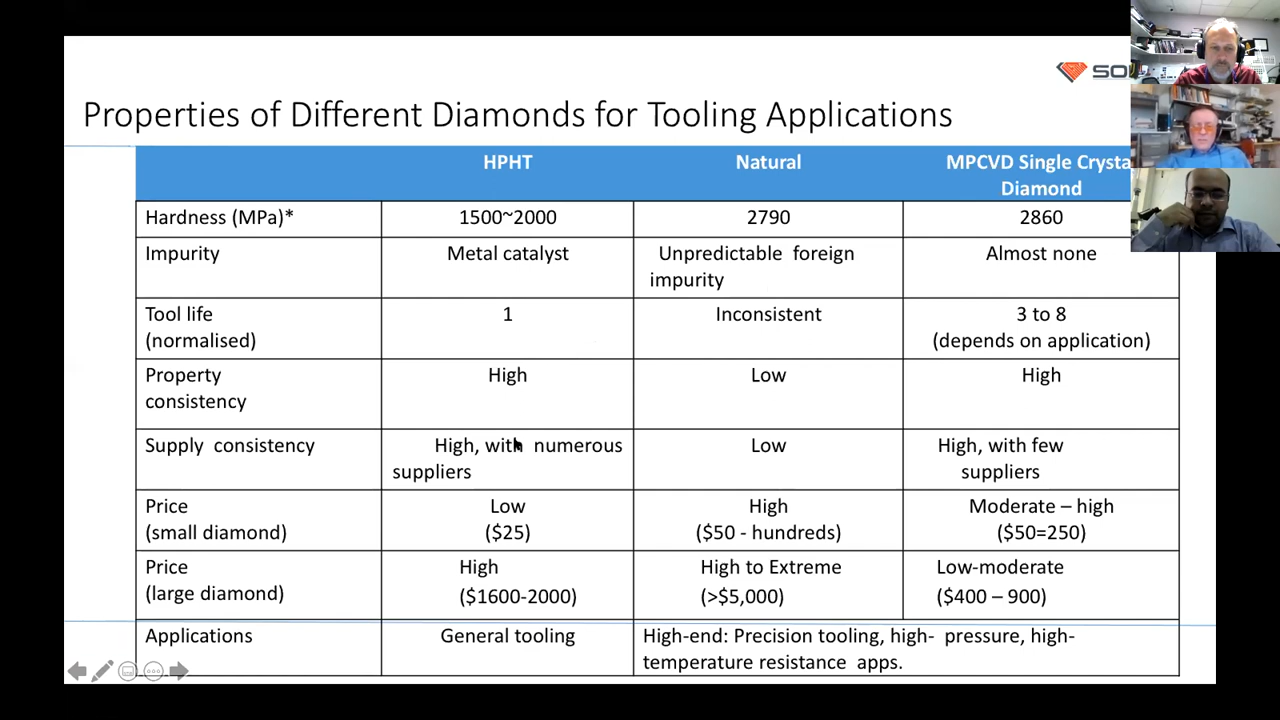 Properties of Different Diamonds for Tooling Applications
HPHT
Natural
MPCVD Single Crysta
Diamond
Hardness (MPa)*
1500~2000
2790
2860
Impurity
Metal catalyst
Unpredictable foreign
impurity
Almost none
Tool life
(normalised)
1
Inconsistent
3 to 8
(depends on application)
Property
consistency
High
Low
High
Supply consistency
High, with numerous
suppliers
Low
High, with few
suppliers
Price
(small diamond)
Low
($25)
High
($50 - hundreds)
Moderate – high
($50=250)
Price
(large diamond)
High
($1600-2000)
High to Extreme
(>$5,000)
Low-moderate
($400 – 900)
Applications
General tooling
High-end: Precision tooling, high- pressure, high-
temperature resistance apps.